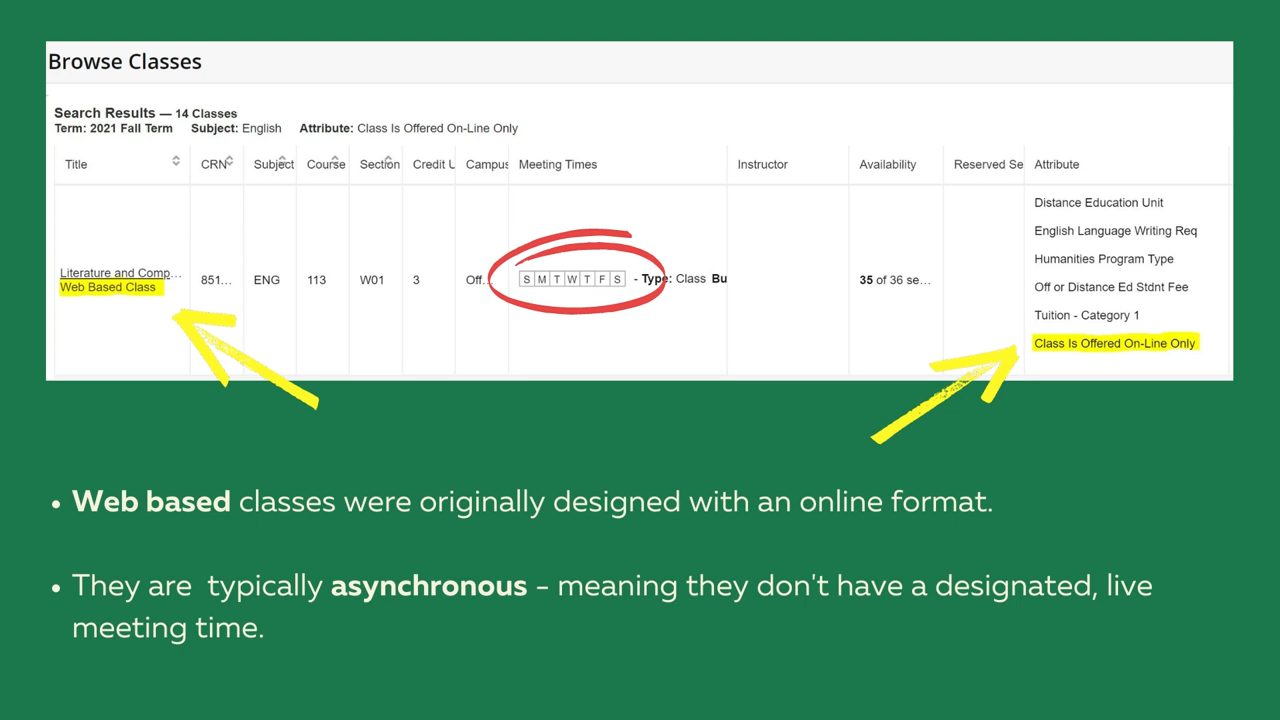 Browse Classes
Search Results — 14 Classes
Term: 2021 Fall Term Subject: English Attribute: Class Is Offered On-Line Only
Title CRN Subject Course Section Credit U Campus Meeting Times Instructor Availability Reserved Se Attribute
Literature and Comp...
Web Based Class
851... ENG 113 W01 3 Off... S M T W T F S - Type: Class Bu 35 of 36 se...
Distance Education Unit
English Language Writing Req
Humanities Program Type
Off or Distance Ed Stdnt Fee
Tuition - Category 1
Class Is Offered On-Line Only
• Web based classes were originally designed with an online format.
• They are typically asynchronous - meaning they don't have a designated, live
meeting time.